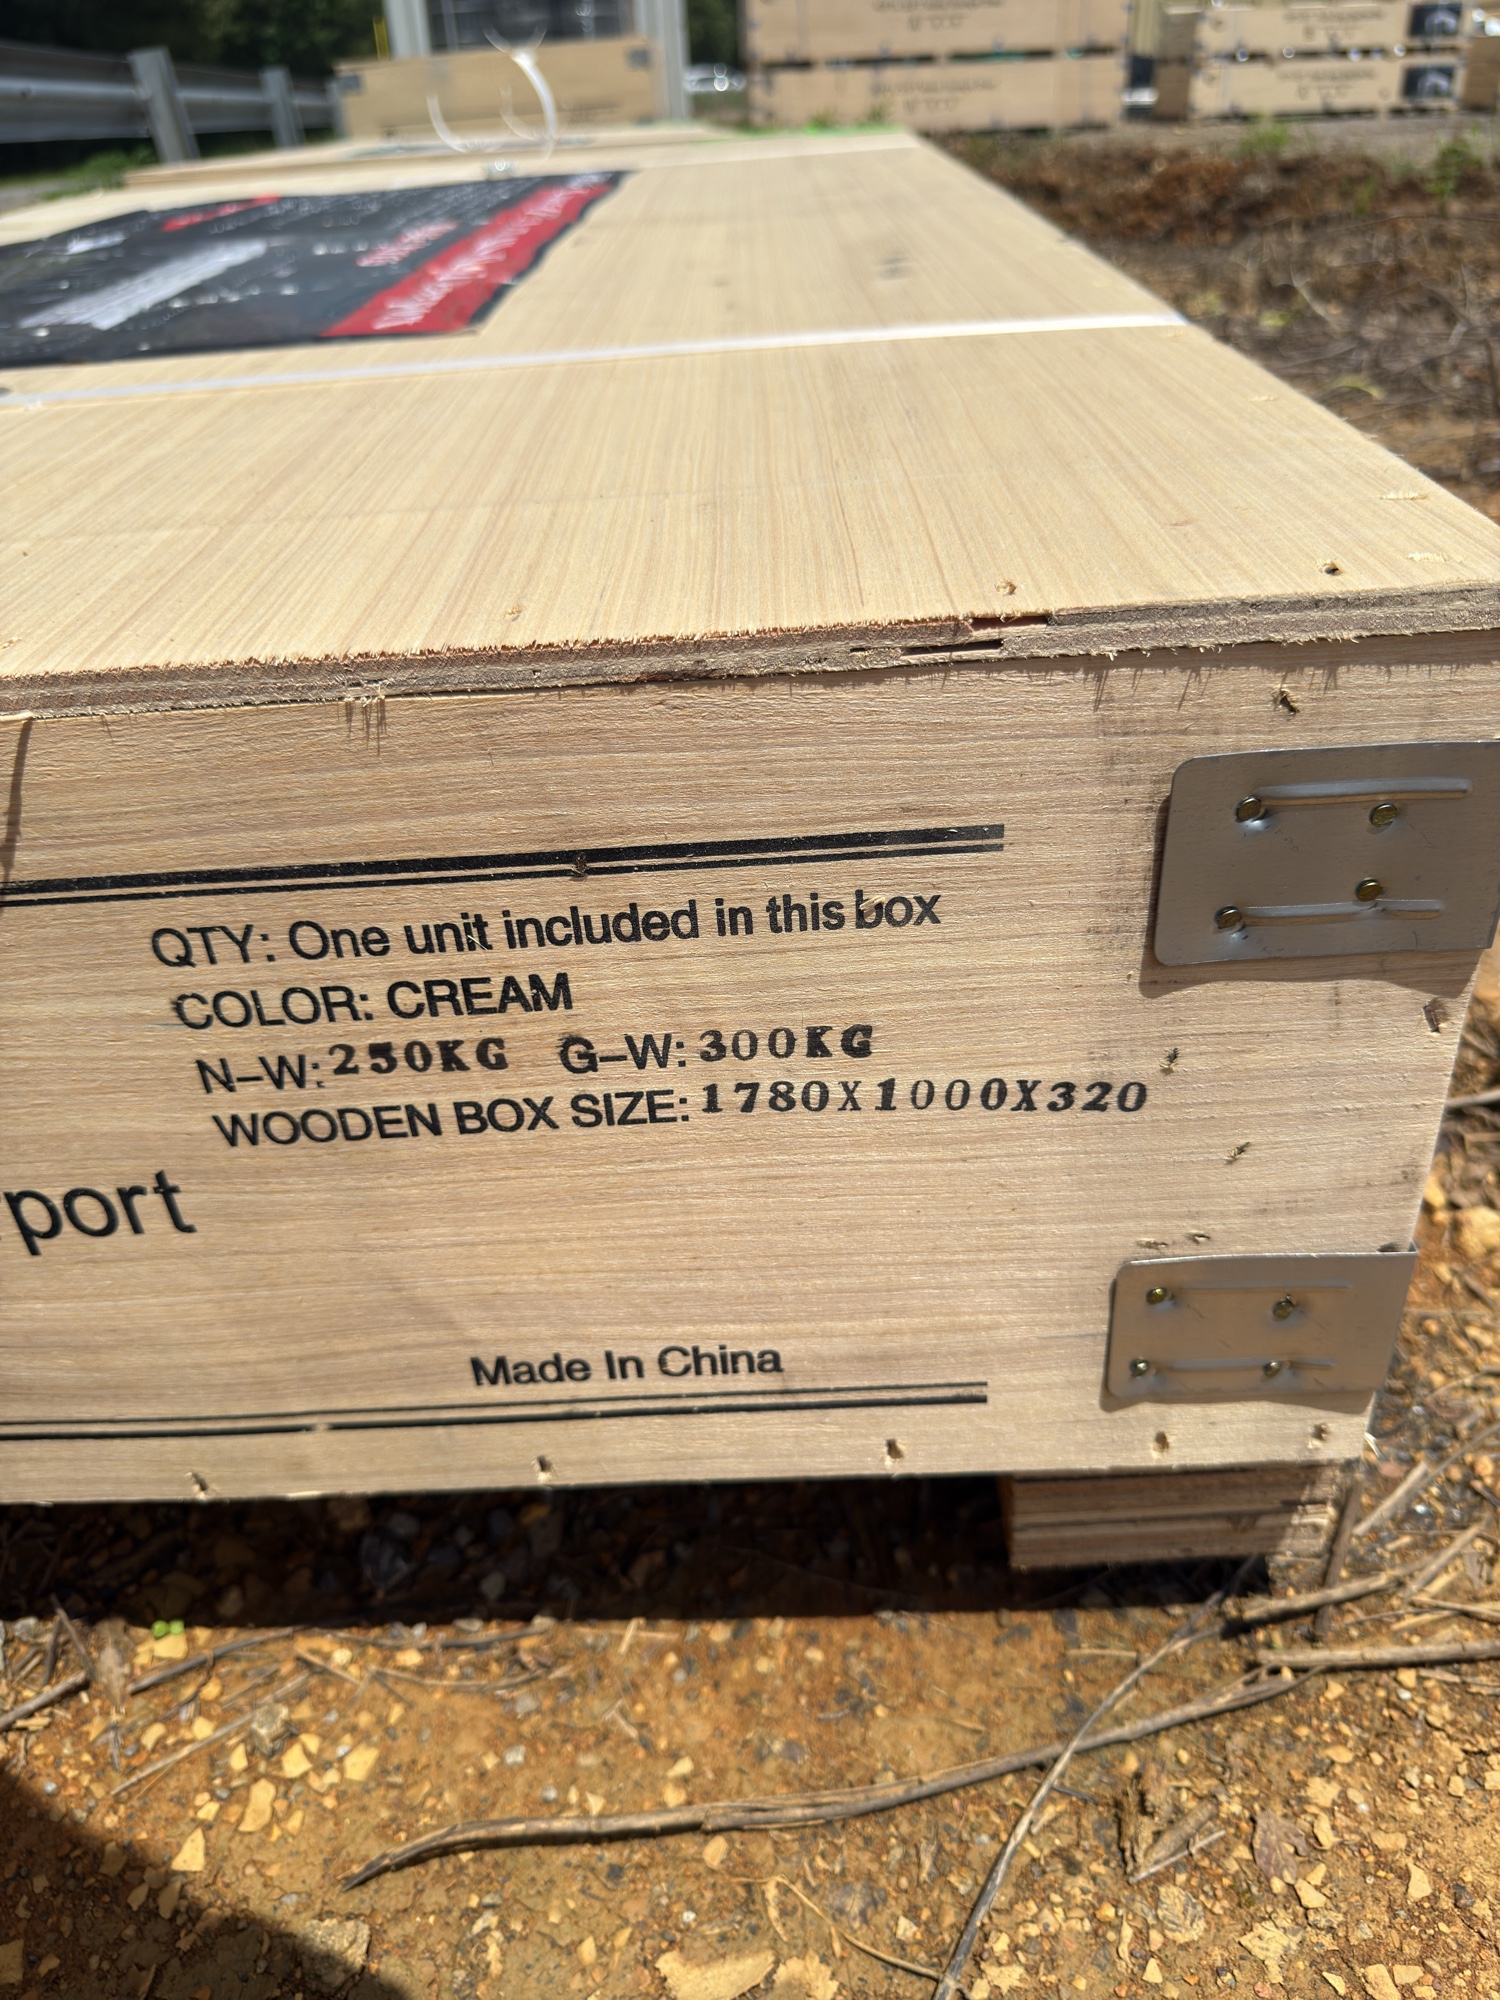 QTY: One unit included in this box
COLOR: CREAM
N-W: 250KG G-W: 300KG
WOODEN BOX SIZE: 1780X1000X320
port
Made In China